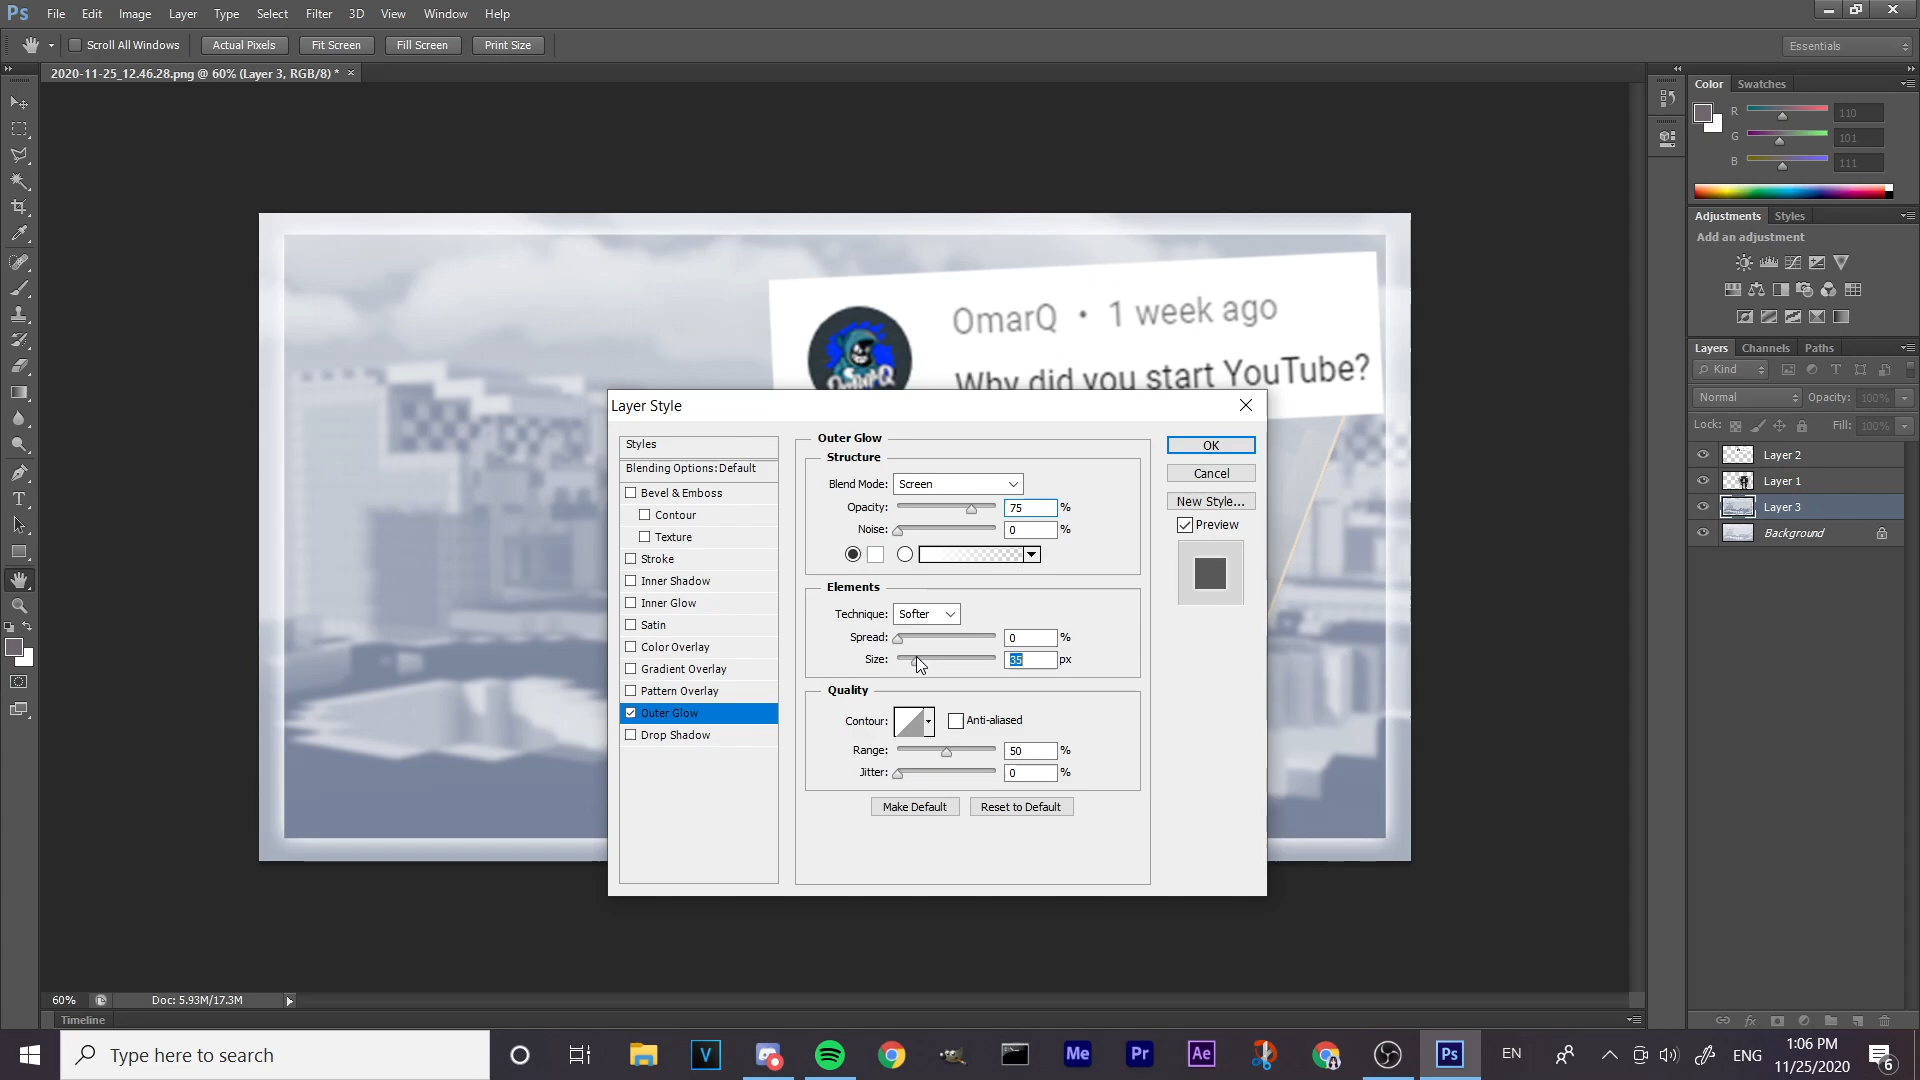 Ps File Edit Image Layer Type Select Filter 3D View Window Help
Scroll All Windows Actual Pixels Fit Screen Fill Screen Print Size Essentials
2020-11-25_12.46.28.png @ 60% (Layer 3, RGB/8) * ×
Color Swatches
R 110
G 101
B 111
Adjustments Styles
Add an adjustment
OmarQ • 1 week ago
Why did you start YouTube?
OmarQ
Layers Channels Paths
Kind
Normal Opacity: 100%
Lock: Fill: 100%
Layer 2
Layer 1
Layer 3
Background
Layer Style
Styles
Blending Options: Default
Bevel & Emboss
Contour
Texture
Stroke
Inner Shadow
Inner Glow
Satin
Color Overlay
Gradient Overlay
Pattern Overlay
Outer Glow
Drop Shadow
Outer Glow
Structure
Blend Mode: Screen
Opacity: 75 %
Noise: 0 %
Elements
Technique: Softer
Spread: 0 %
Size: 35 px
Quality
Contour: Anti-aliased
Range: 50 %
Jitter: 0 %
Make Default Reset to Default
OK
Cancel
New Style...
Preview
60% Doc: 5.93M/17.3M
Timeline
Type here to search
V Me Pr Ae Ps EN ENG
1:06 PM
11/25/2020
6